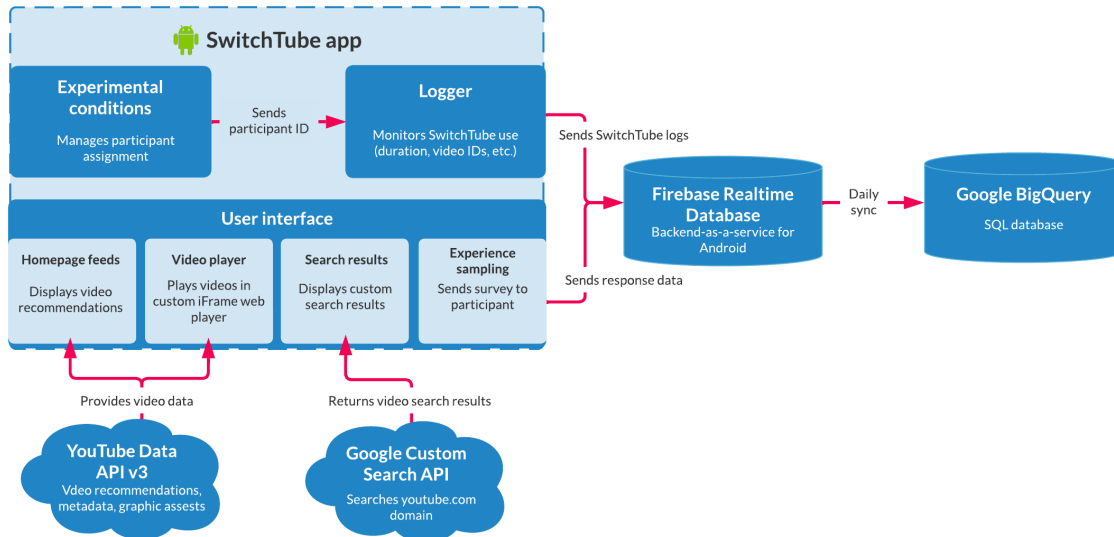 SwitchTube app
Experimental
conditions
Manages participant
assignment
Sends
participant ID
Logger
Monitors SwitchTube use
(duration, video IDs, etc.)
Sends SwitchTube logs
Firebase Realtime
Database
Backend-as-a-service for
Android
Daily
sync
Google BigQuery
SQL database
User interface
Homepage feeds
Displays video
recommendations
Video player
Plays videos in
custom iFrame web
player
Search results
Displays custom
search results
Experience
sampling
Sends survey to
participant
Sends response data
Provides video data
Returns video search results
YouTube Data
API v3
Vdeo recommendations,
metadata, graphic assests
Google Custom
Search API
Searches youtube.com
domain